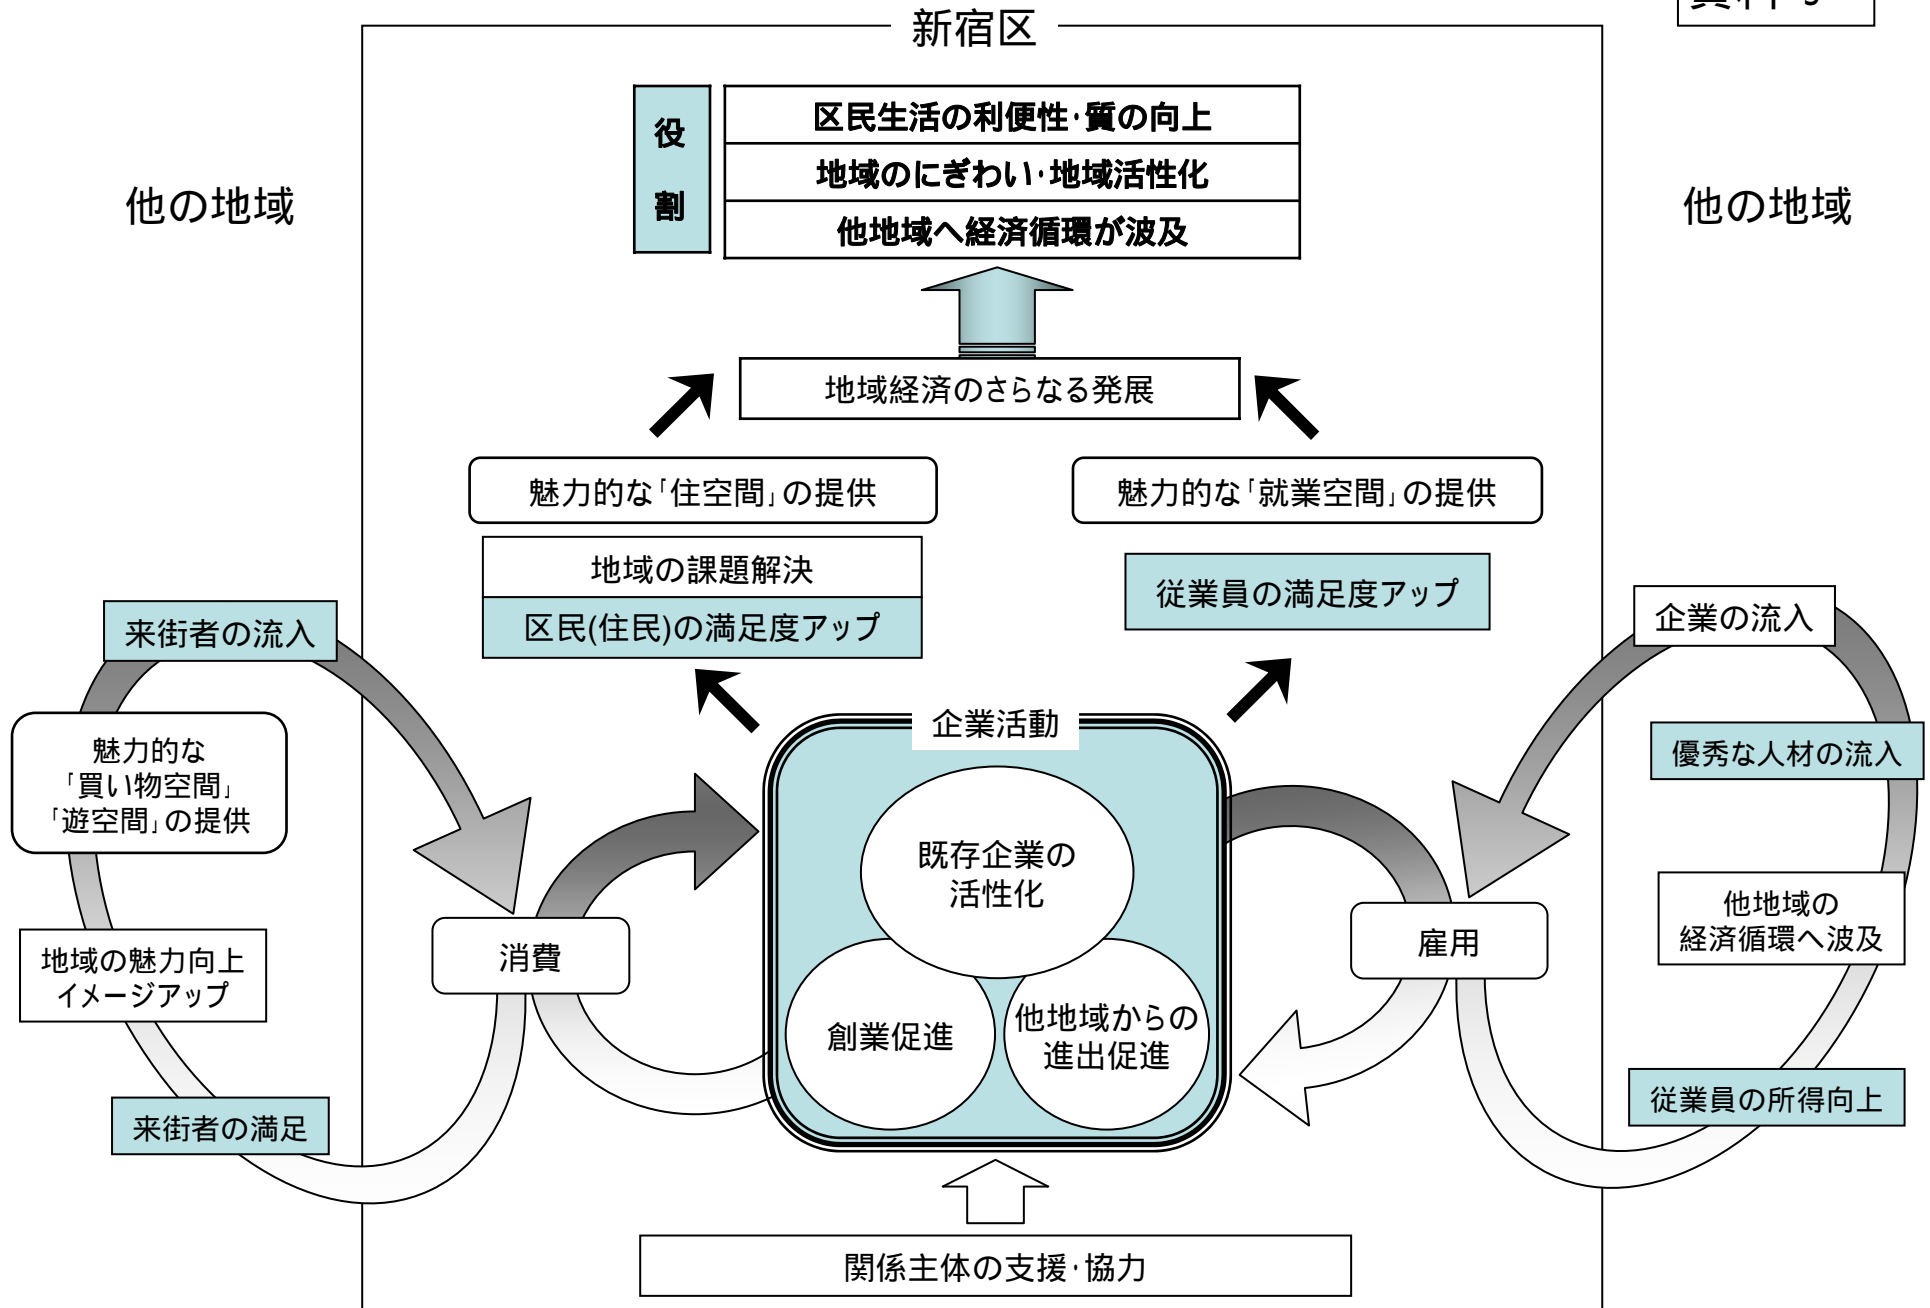 新宿区
役
割
区民生活の利便性・質の向上
地域のにぎわい・地域活性化
他地域へ経済循環が波及
他の地域
他の地域
地域経済のさらなる発展
魅力的な「住空間」の提供
魅力的な「就業空間」の提供
地域の課題解決
区民(住民)の満足度アップ
従業員の満足度アップ
来街者の流入
企業の流入
魅力的な
「買い物空間」
「遊空間」の提供
優秀な人材の流入
企業活動
既存企業の
活性化
創業促進
他地域からの
進出促進
消費
雇用
地域の魅力向上
イメージアップ
他地域の
経済循環へ波及
来街者の満足
従業員の所得向上
関係主体の支援・協力